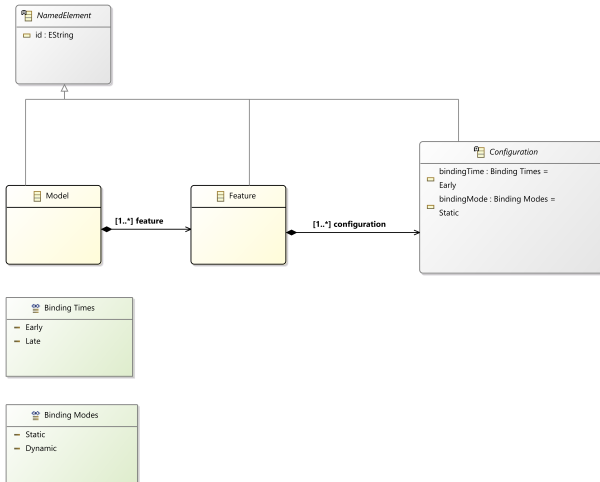 NamedElement
id : EString
Configuration
bindingTime : Binding Times =
Early
bindingMode : Binding Modes =
Static
Model
Feature
[1..*] feature
[1..*] configuration
Binding Times
Early
Late
Binding Modes
Static
Dynamic